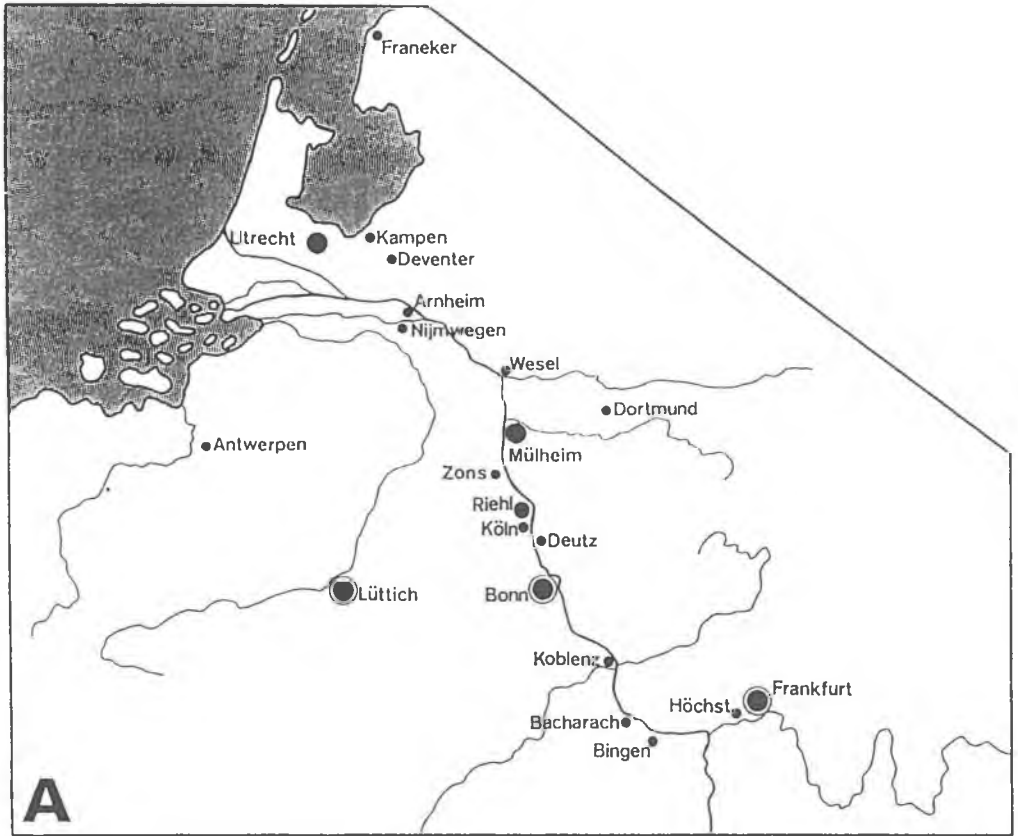 Franeker
Utrecht
Kampen
Deventer
Arnheim
Nijmwegen
Wesel
Dortmund
Antwerpen
Mülheim
Zons
Riehl
Köln
Deutz
Lüttich
Bonn
Koblenz
Frankfurt
Höchst
Bacharach
Bingen
A